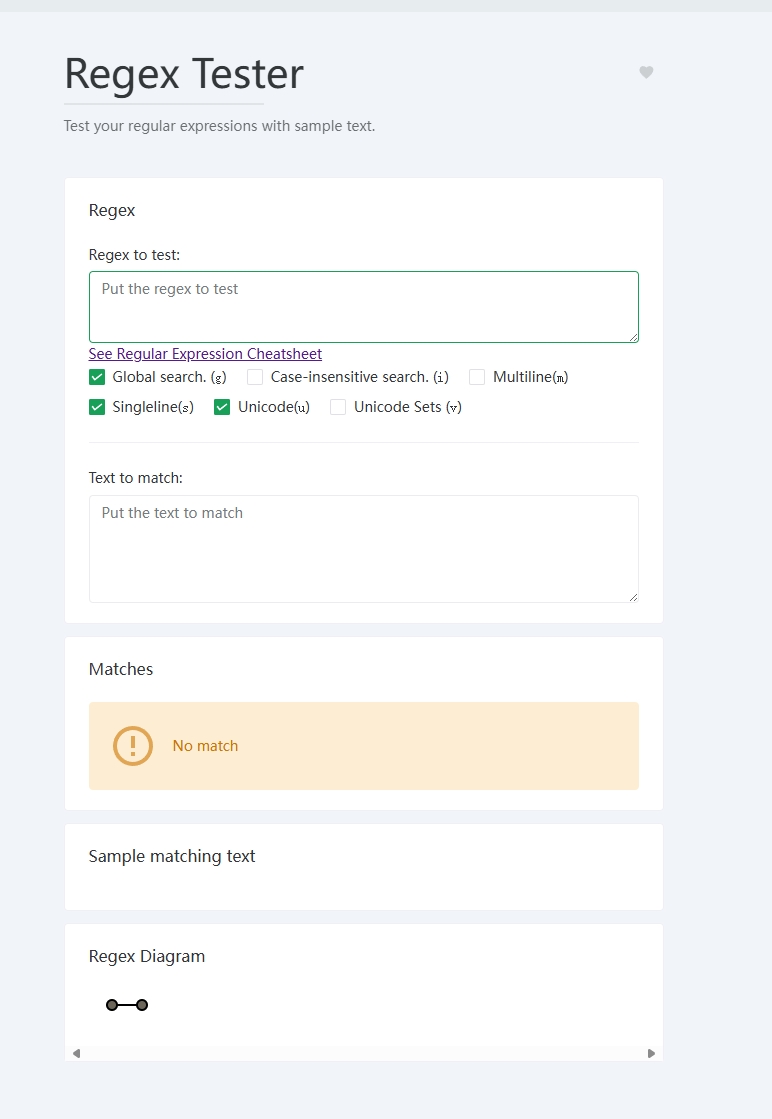 Regex Tester
Test your regular expressions with sample text.
Regex
Regex to test:
Put the regex to test
See Regular Expression Cheatsheet
Global search. (g) Case-insensitive search. (i) Multiline(m)
Singleline(s) Unicode(u) Unicode Sets (v)
Text to match:
Put the text to match
Matches
No match
Sample matching text
Regex Diagram